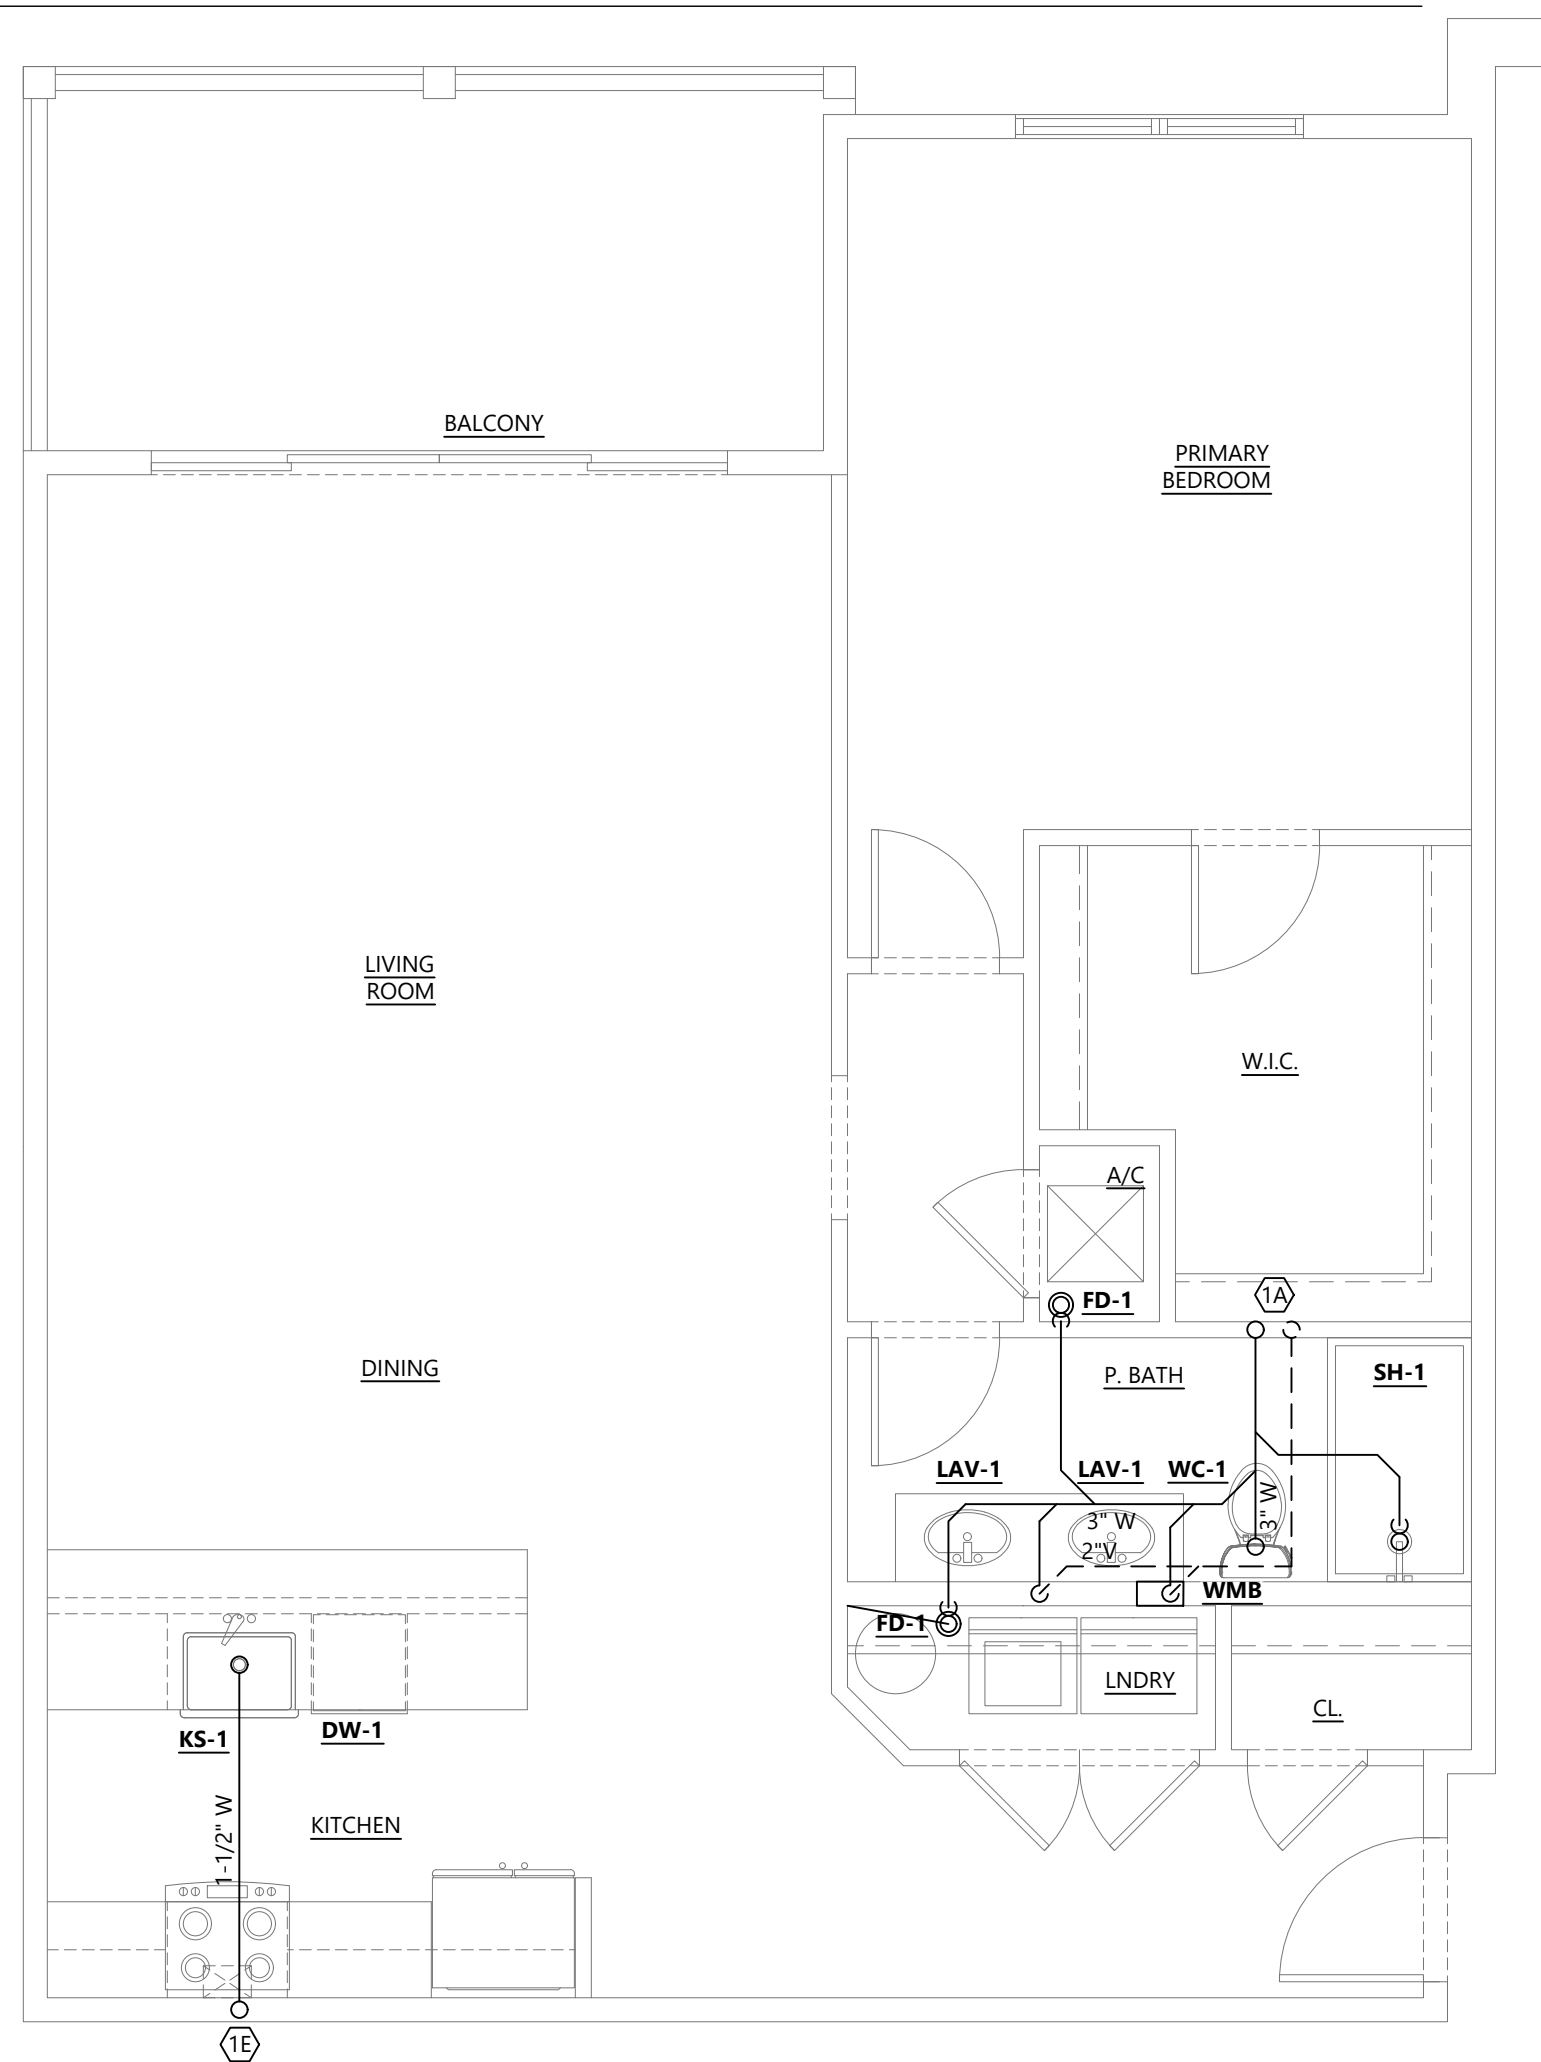 BALCONY
PRIMARY
BEDROOM
LIVING
ROOM
W.I.C.
A/C
1A
FD-1
DINING
P. BATH
SH-1
LAV-1
LAV-1
WC-1
3" W
3" W
2"V
WMB
FD-1
LNDRY
CL.
KS-1
DW-1
1-1/2" W
KITCHEN
1E